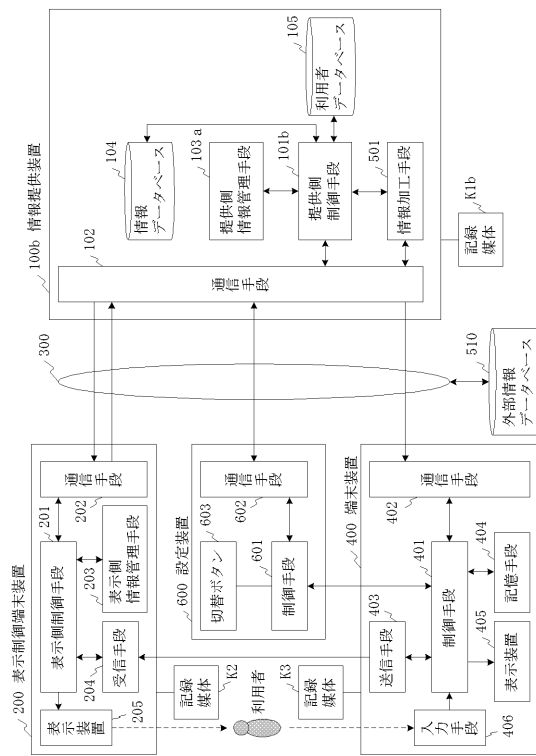 100b 情報提供装置
104
情報
データベース
103a
提供側
情報管理手段
105
利用者
データベース
101b
提供側
制御手段
501
情報加工手段
102
通信手段
K1b
記録
媒体
300
510
外部情報
データベース
200 表示制御端末装置
201
表示側制御手段
通信手段
202
203
表示側
情報管理手段
204
受信手段
表示
装置
205
K2
記録
媒体
600 設定装置
603
切替ボタン
601
制御手段
通信手段
602
利用者
K3
記録
媒体
400 端末装置
403
送信手段
401
制御手段
通信手段
402
404
記憶手段
405
表示装置
入力
手段
406